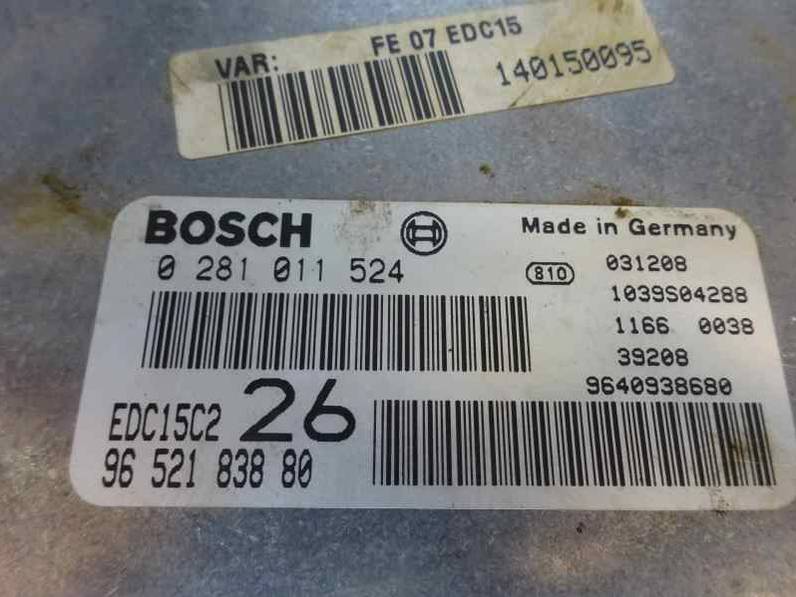 VAR: FE 07 EDC15
140150095
BOSCH
Made in Germany
0 281 011 524
810
031208
1039S04288
1166 0038
39208
9640938680
EDC15C2 26
96 521 838 80